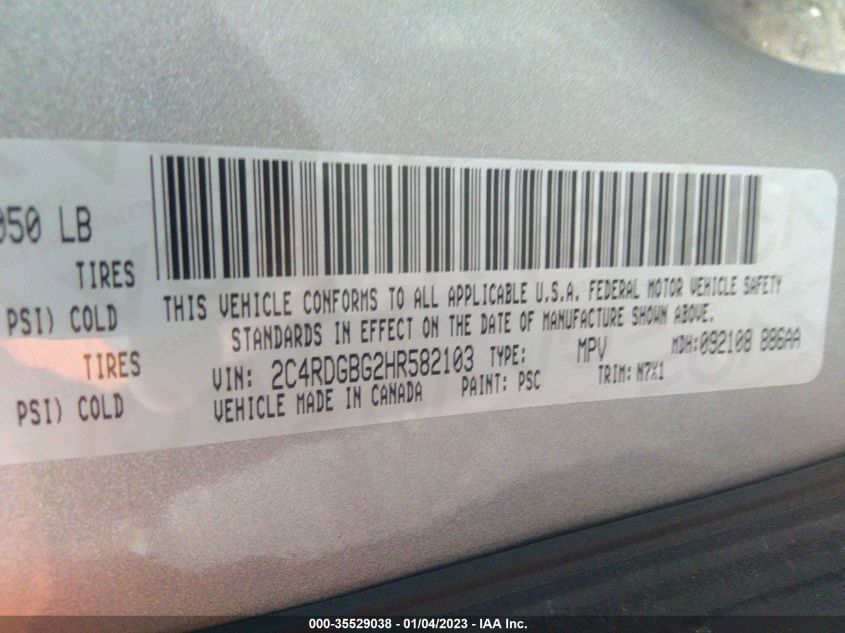 050 LB
TIRES
PSI) COLD
TIRES
PSI) COLD
THIS VEHICLE CONFORMS TO ALL APPLICABLE U.S.A. FEDERAL MOTOR VEHICLE SAFETY
STANDARDS IN EFFECT ON THE DATE OF MANUFACTURE SHOWN ABOVE.
VIN: 2C4RDGBG2HR582103 TYPE: MPV MDH:092108 886AA
VEHICLE MADE IN CANADA PAINT: PSC TRIM: N7X1
000-35529038 - 01/04/2023 - IAA Inc.